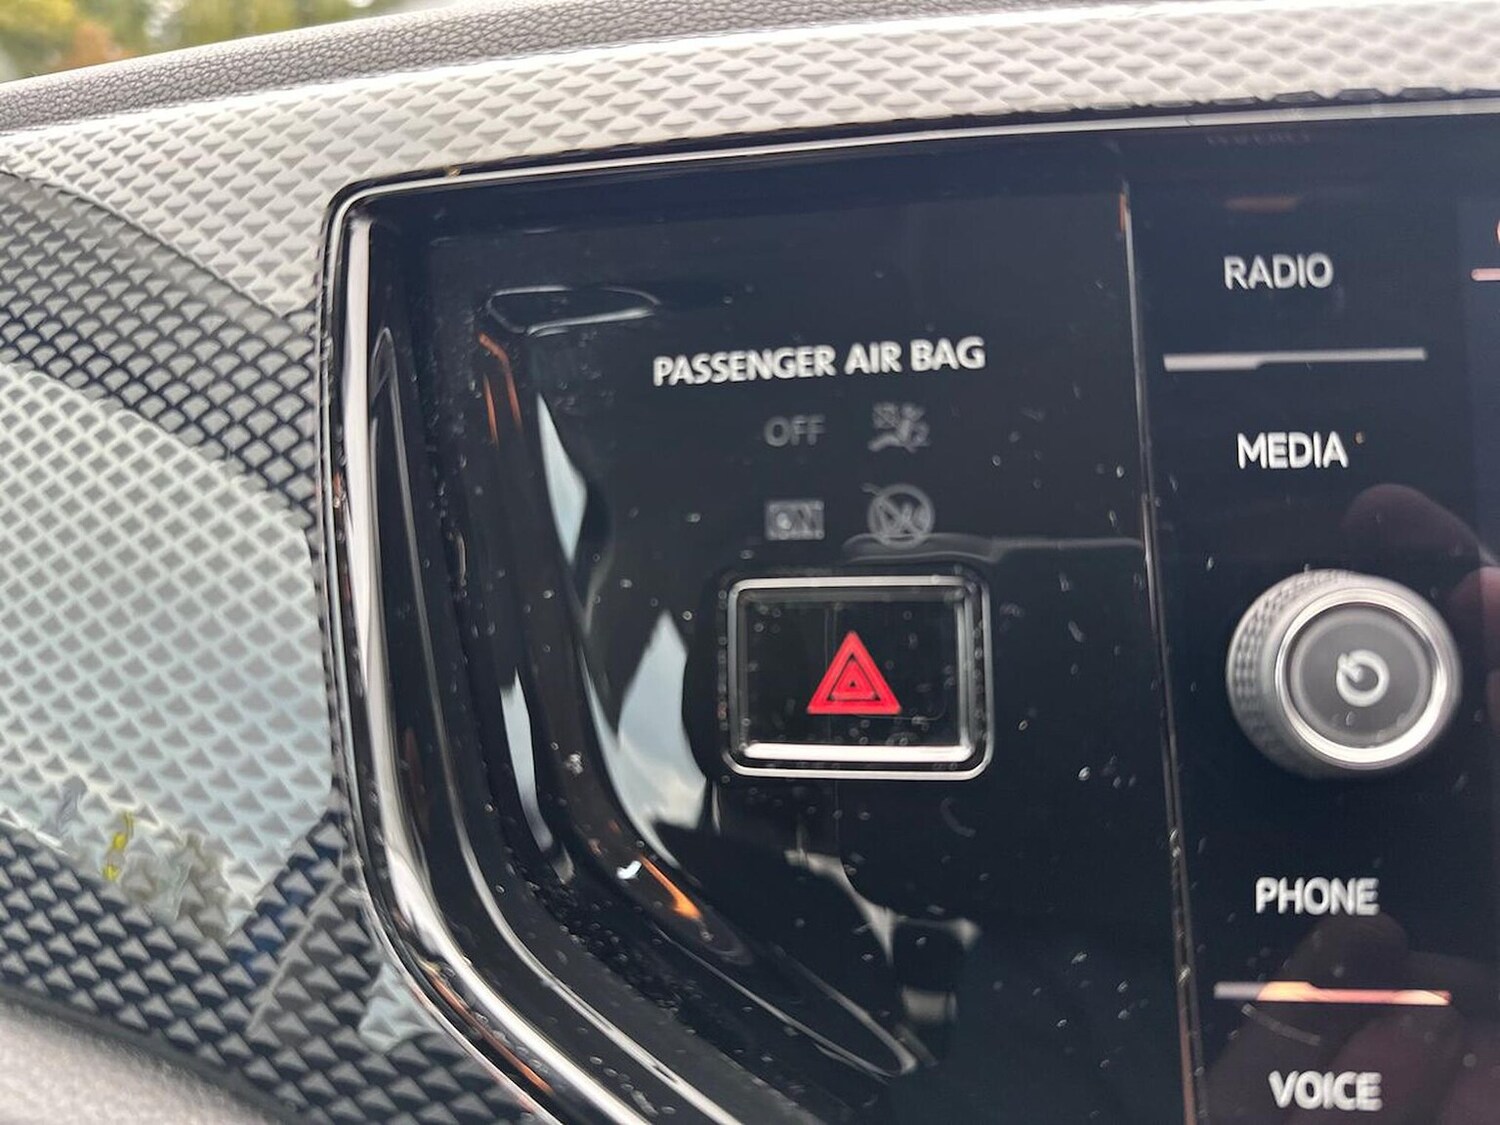 PASSENGER AIR BAG
OFF
ON
RADIO
MEDIA
PHONE
VOICE